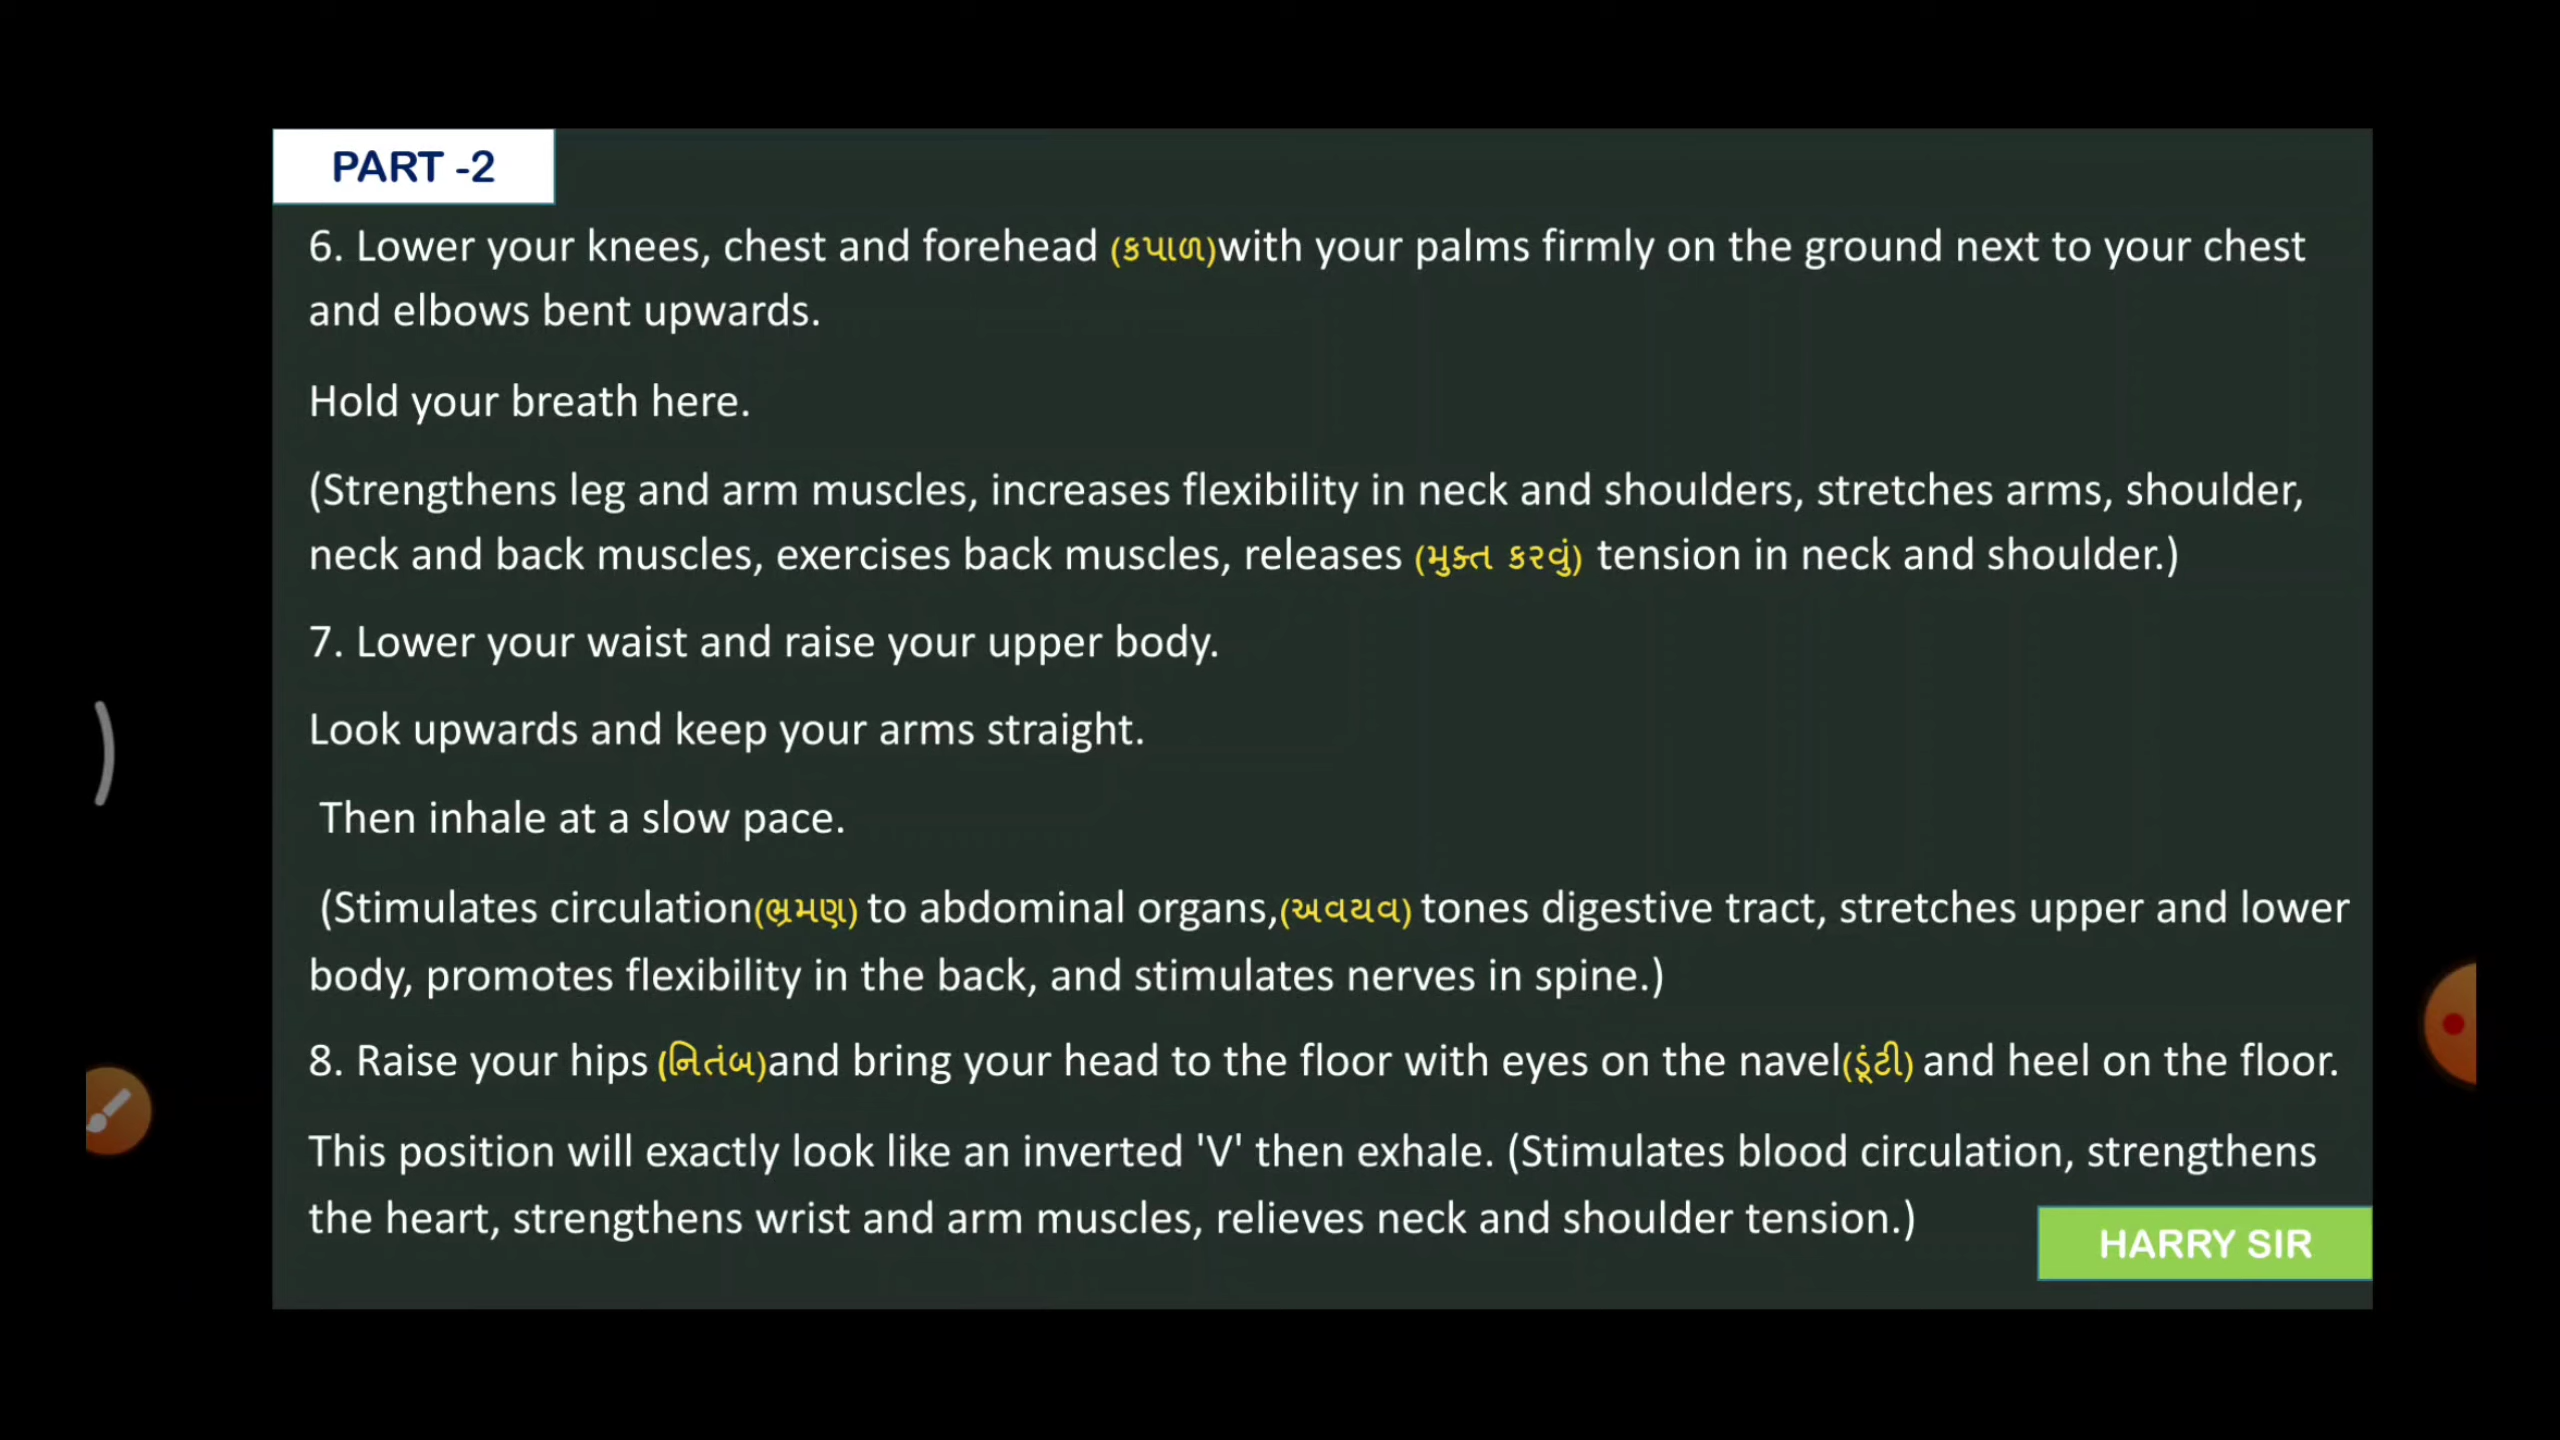 PART -2
6. Lower your knees, chest and forehead (કપાળ)with your palms firmly on the ground next to your chest
and elbows bent upwards.
Hold your breath here.
(Strengthens leg and arm muscles, increases flexibility in neck and shoulders, stretches arms, shoulder,
neck and back muscles, exercises back muscles, releases (મુક્ત કરવું) tension in neck and shoulder.)
7. Lower your waist and raise your upper body.
Look upwards and keep your arms straight.
Then inhale at a slow pace.
(Stimulates circulation(ભ્રમણ) to abdominal organs,(અવયવ) tones digestive tract, stretches upper and lower
body, promotes flexibility in the back, and stimulates nerves in spine.)
8. Raise your hips (નિતંબ)and bring your head to the floor with eyes on the navel(ડૂંટી) and heel on the floor.
This position will exactly look like an inverted 'V' then exhale. (Stimulates blood circulation, strengthens
the heart, strengthens wrist and arm muscles, relieves neck and shoulder tension.)
HARRY SIR